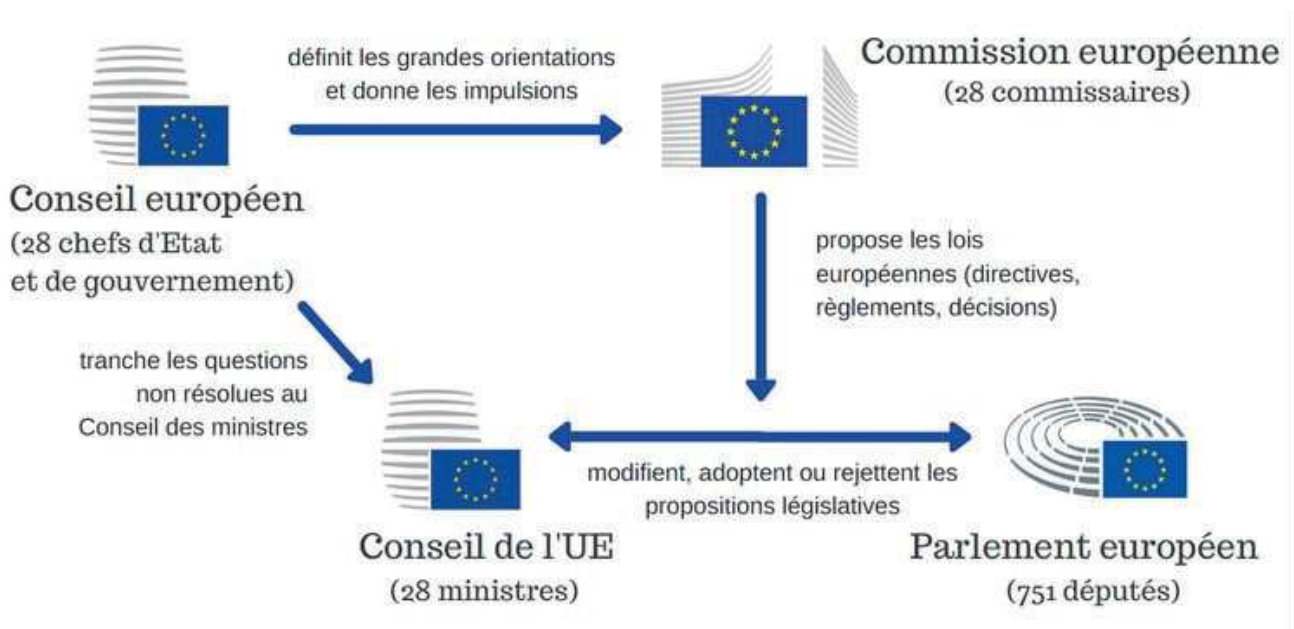 définit les grandes orientations
et donne les impulsions
Commission européenne
(28 commissaires)
Conseil européen
(28 chefs d'Etat
et de gouvernement)
propose les lois
européennes (directives,
règlements, décisions)
tranche les questions
non résolues au
Conseil des ministres
modifient, adoptent ou rejettent les
propositions législatives
Conseil de l'UE
(28 ministres)
Parlement européen
(751 députés)